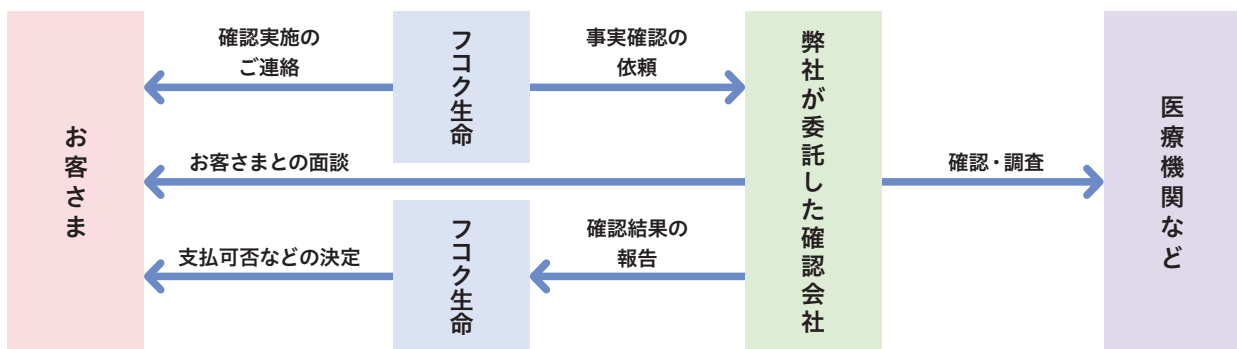 お客さま
確認実施の
ご連絡
フコク生命
事実確認の
依頼
弊社が委託した確認会社
医療機関など
お客さまとの面談
確認・調査
支払可否などの決定
フコク生命
確認結果の
報告